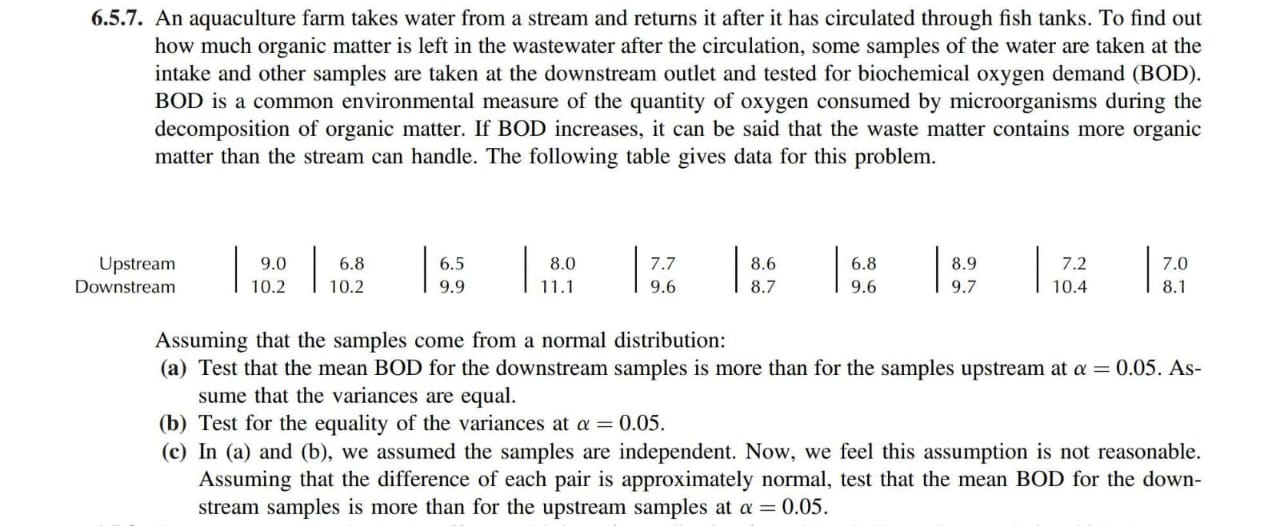 6.5.7. An aquaculture farm takes water from a stream and returns it after it has circulated through fish tanks. To find out
how much organic matter is left in the wastewater after the circulation, some samples of the water are taken at the
intake and other samples are taken at the downstream outlet and tested for biochemical oxygen demand (BOD).
BOD is a common environmental measure of the quantity of oxygen consumed by microorganisms during the
decomposition of organic matter. If BOD increases, it can be said that the waste matter contains more organic
matter than the stream can handle. The following table gives data for this problem.
Upstream 9.0 6.8 6.5 8.0 7.7 8.6 6.8 8.9 7.2 7.0
Downstream 10.2 10.2 9.9 11.1 9.6 8.7 9.6 9.7 10.4 8.1
Assuming that the samples come from a normal distribution:
(a) Test that the mean BOD for the downstream samples is more than for the samples upstream at α = 0.05. As-
sume that the variances are equal.
(b) Test for the equality of the variances at α = 0.05.
(c) In (a) and (b), we assumed the samples are independent. Now, we feel this assumption is not reasonable.
Assuming that the difference of each pair is approximately normal, test that the mean BOD for the down-
stream samples is more than for the upstream samples at α = 0.05.